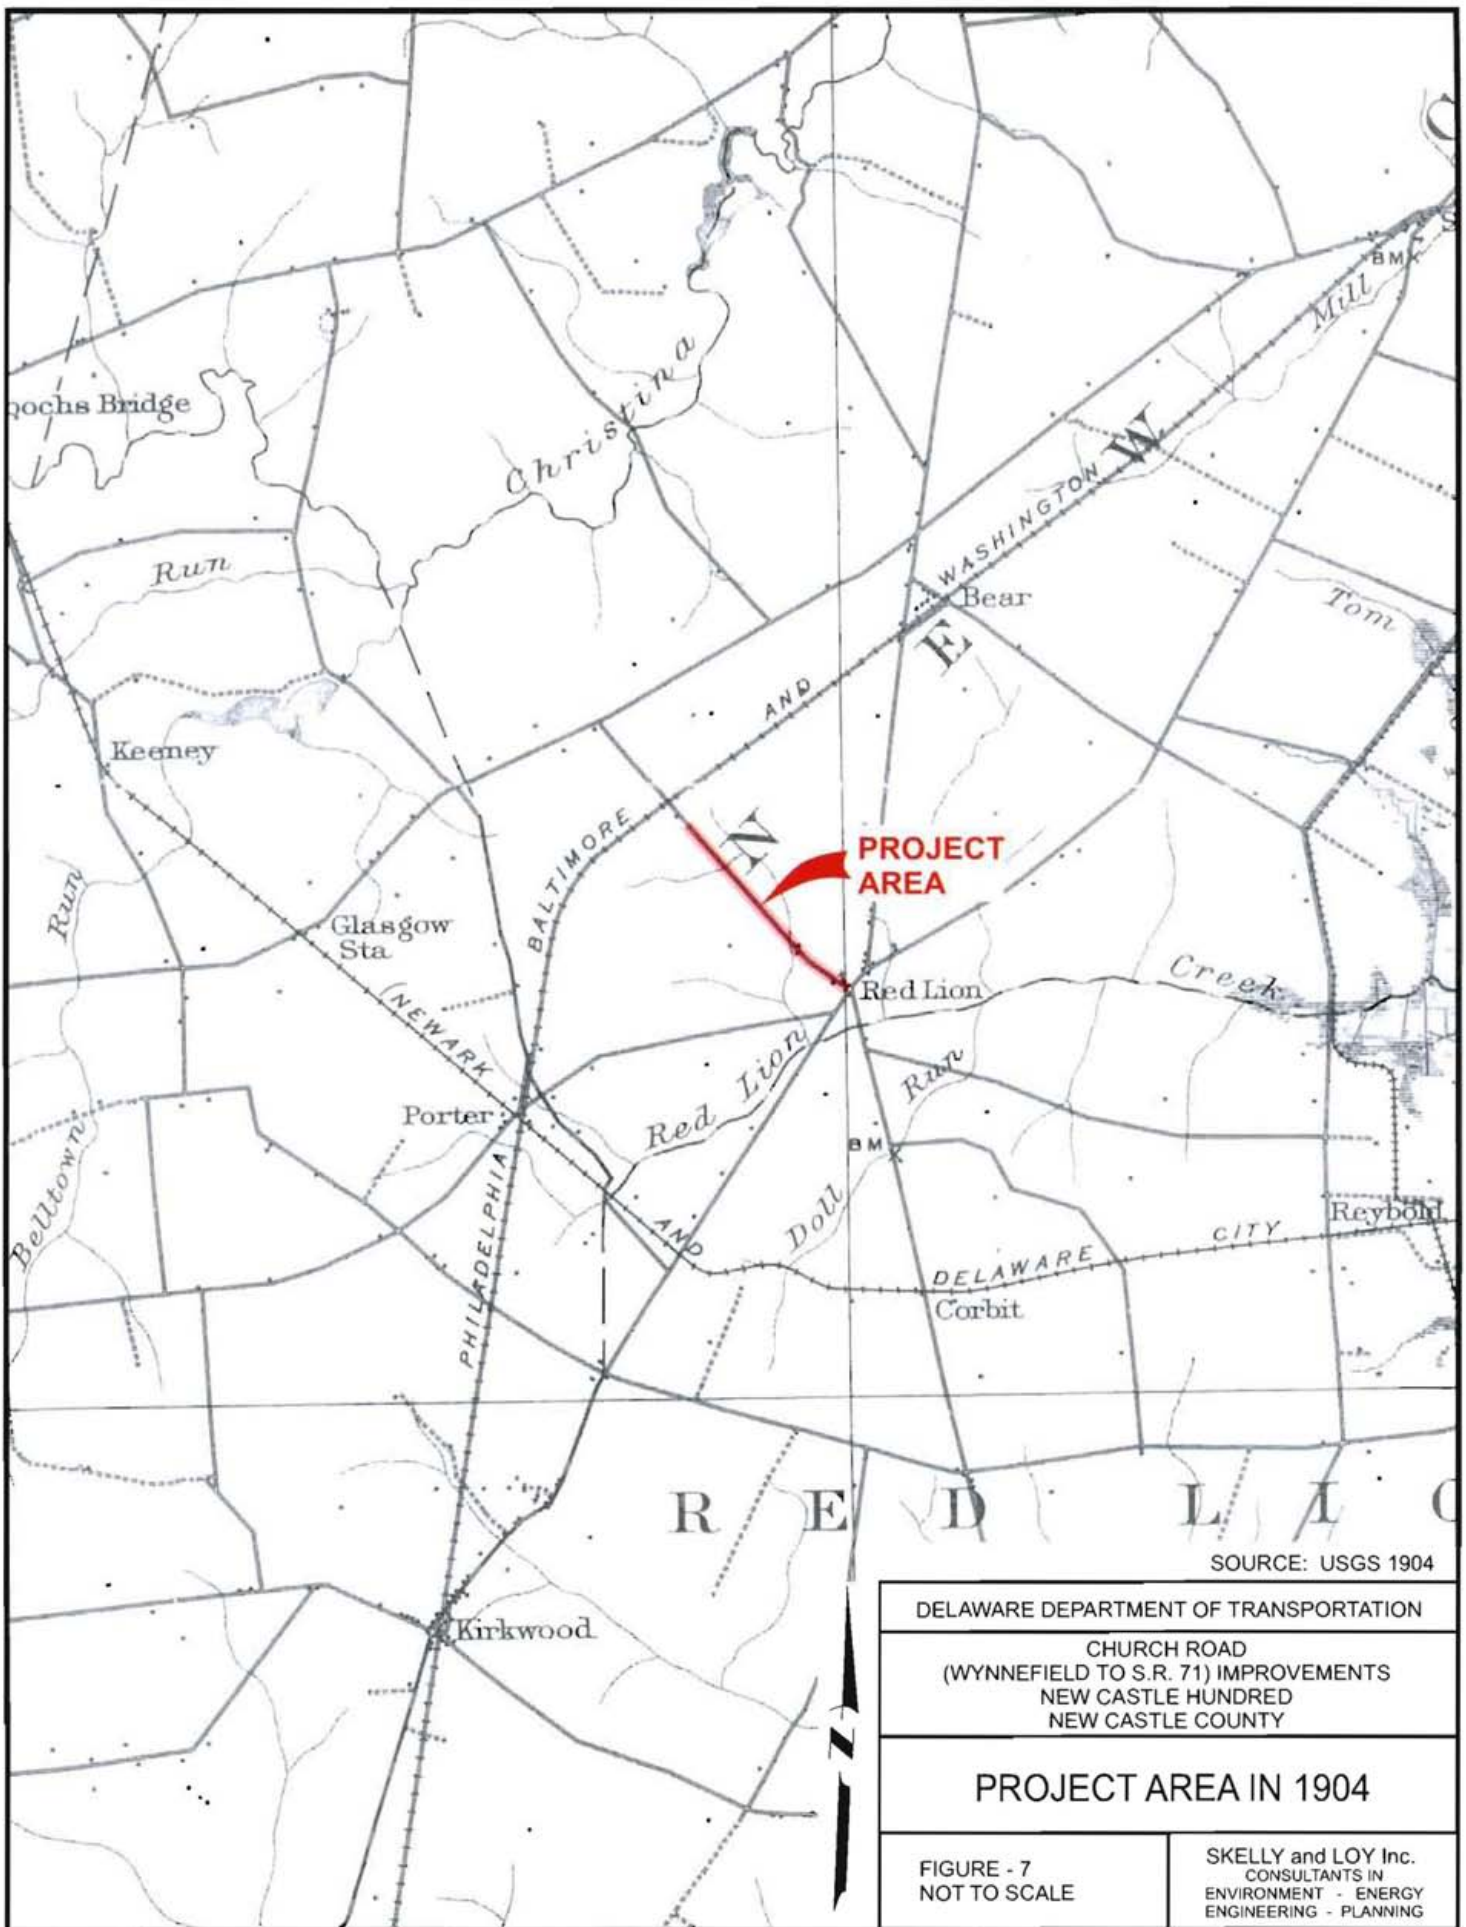 BM
Mill
oochs Bridge
Christina
W
WASHINGTON
Run
Bear
E
Tom
AND
Keeney
BALTIMORE
N
PROJECT
AREA
Run
Glasgow
Sta
(NEWARK
Red Lion
Creek
Porter
Red Lion
Run
BM
Belltown
PHILADELPHIA
AND
Doll
Reybold
DELAWARE
CITY
Corbit
RED LIO
Kirkwood
N
SOURCE: USGS 1904
DELAWARE DEPARTMENT OF TRANSPORTATION
CHURCH ROAD
(WYNNEFIELD TO S.R. 71) IMPROVEMENTS
NEW CASTLE HUNDRED
NEW CASTLE COUNTY
PROJECT AREA IN 1904
FIGURE - 7
NOT TO SCALE
SKELLY and LOY Inc.
CONSULTANTS IN
ENVIRONMENT - ENERGY
ENGINEERING - PLANNING